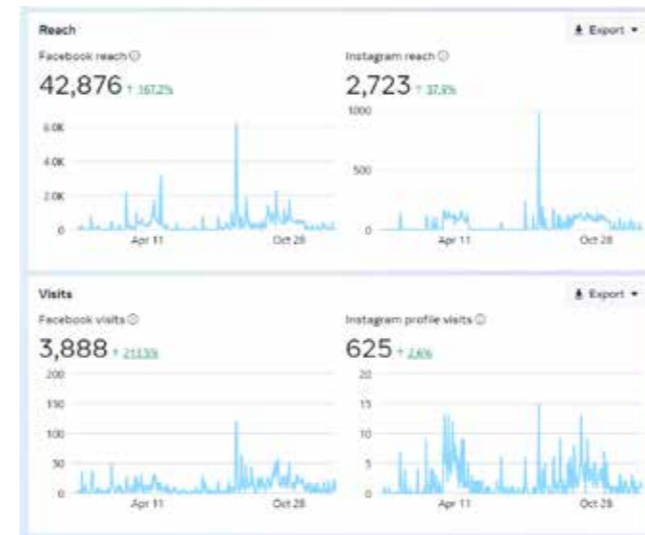 Reach
Export
Facebook reach
Instagram reach
42,876 ↑ 167.2%
2,723 ↑ 37.9%
6.0K
4.0K
2.0K
0
Apr 11
Oct 28
1000
500
0
Apr 11
Oct 28
Visits
Export
Facebook visits
Instagram profile visits
3,888 ↑
625 ↑ 2.6%
200
150
100
50
0
Apr 11
Oct 28
20
15
10
5
0
Apr 11
Oct 28